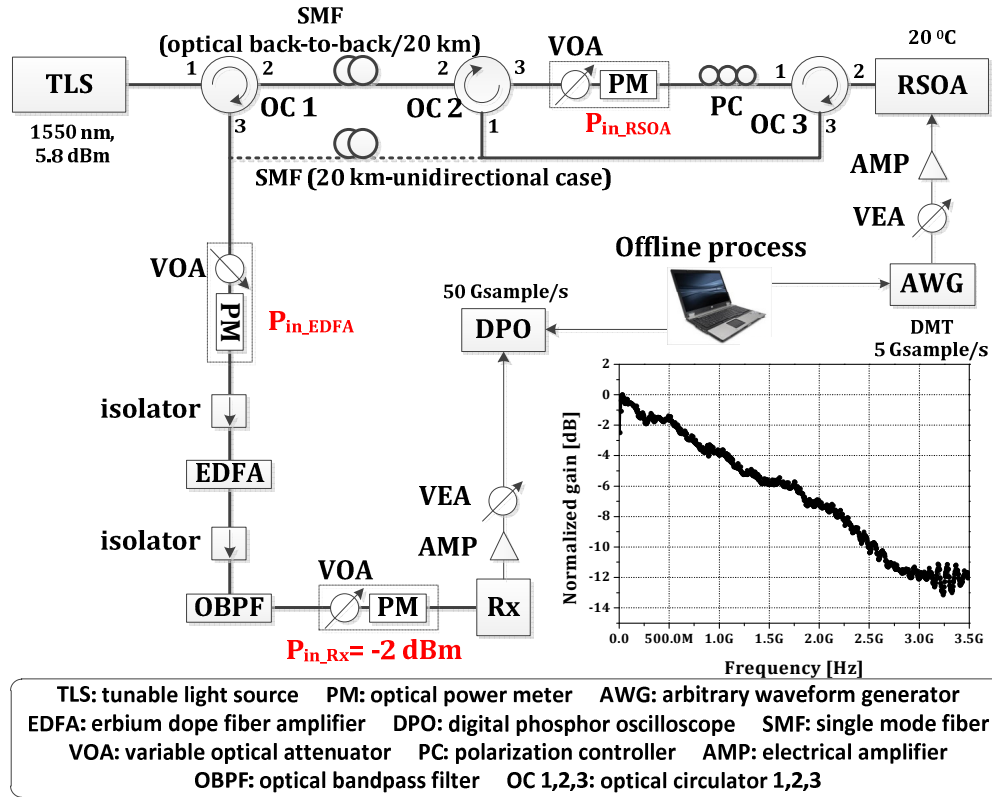 SMF
(optical back-to-back/20 km)
TLS
1550 nm,
5.8 dBm
1
2
3
OC 1
2
3
1
OC 2
VOA
PM
P_in_RSOA
PC
1
2
3
OC 3
20 ⁰C
RSOA
SMF (20 km-unidirectional case)
AMP
VEA
AWG
DMT
5 Gsample/s
Offline process
50 Gsample/s
DPO
VOA
PM
P_in_EDFA
isolator
EDFA
isolator
OBPF
VOA
PM
P_in_Rx= -2 dBm
Rx
AMP
VEA
Normalized gain [dB]
2
0
-2
-4
-6
-8
-10
-12
-14
0.0 500.0M 1.0G 1.5G 2.0G 2.5G 3.0G 3.5G
Frequency [Hz]
TLS: tunable light source PM: optical power meter AWG: arbitrary waveform generator
EDFA: erbium dope fiber amplifier DPO: digital phosphor oscilloscope SMF: single mode fiber
VOA: variable optical attenuator PC: polarization controller AMP: electrical amplifier
OBPF: optical bandpass filter OC 1,2,3: optical circulator 1,2,3